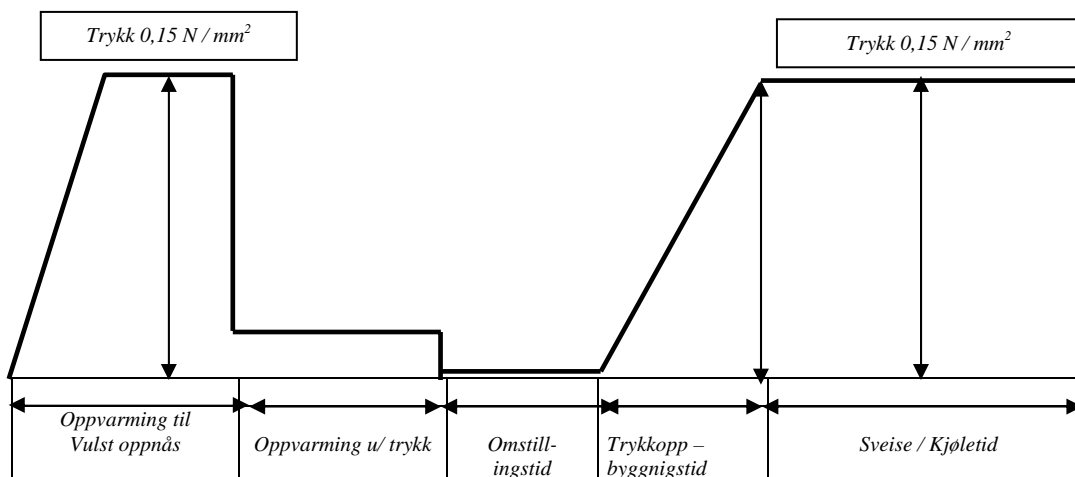 Trykk 0,15 N / mm²
Trykk 0,15 N / mm²
Oppvarming til
Vulst oppnås
Oppvarming u/ trykk
Omstill-
ingstid
Trykkopp –
byggnigstid
Sveise / Kjøletid